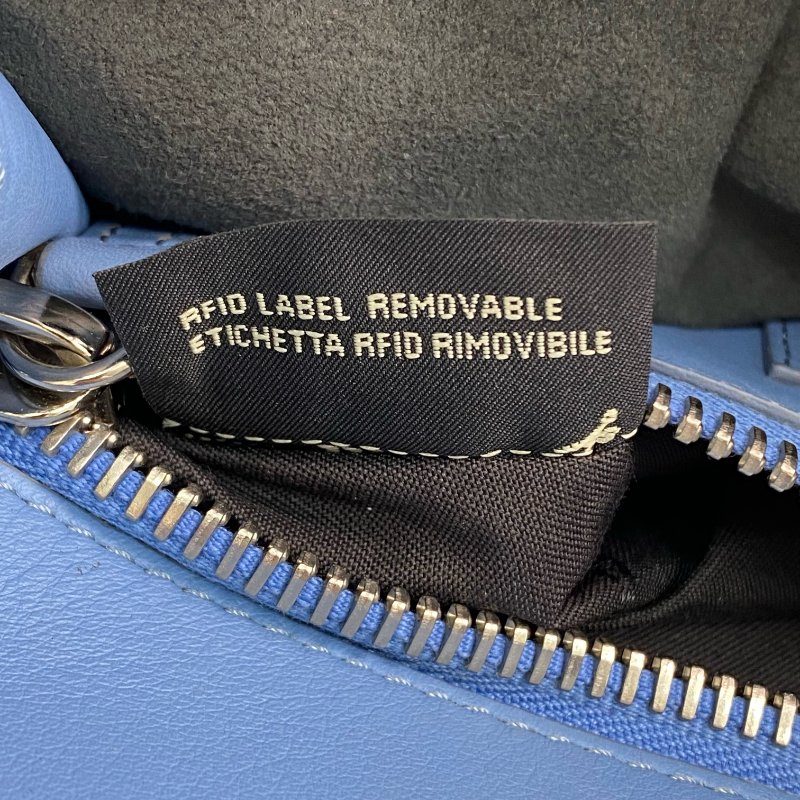 RFID LABEL REMOVABLE
ETICHETTA RFID RIMOVIBILE